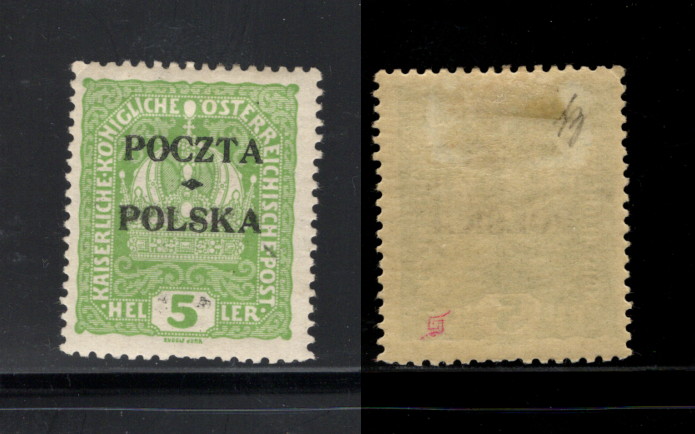 KAISERLICHE·KÖNIGLICHE ÖSTERREICHISCHE POST·
POCZTA
POLSKA
HEL 5 LER·